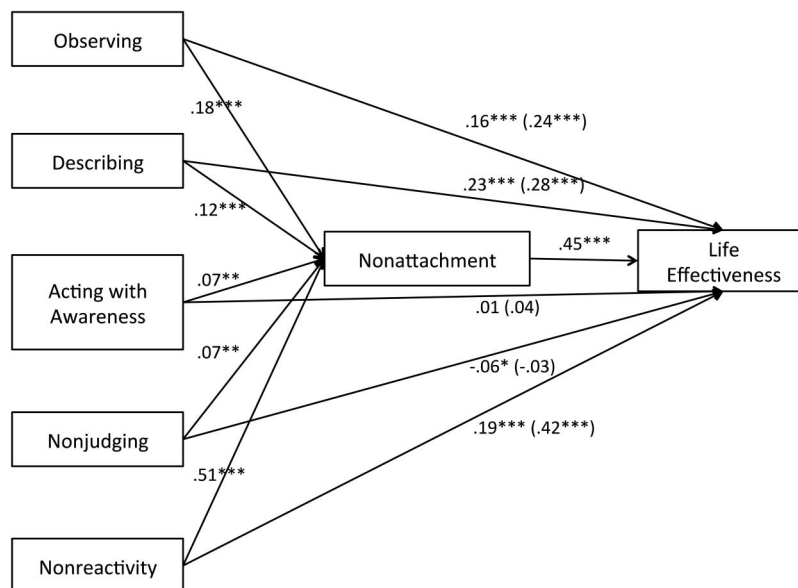 Observing
.18***
.16*** (.24***)
Describing
.23*** (.28***)
.12***
Nonattachment
.45***
Life
Effectiveness
Acting with
Awareness
.07**
.01 (.04)
.07**
-.06* (-.03)
Nonjudging
.19*** (.42***)
.51***
Nonreactivity